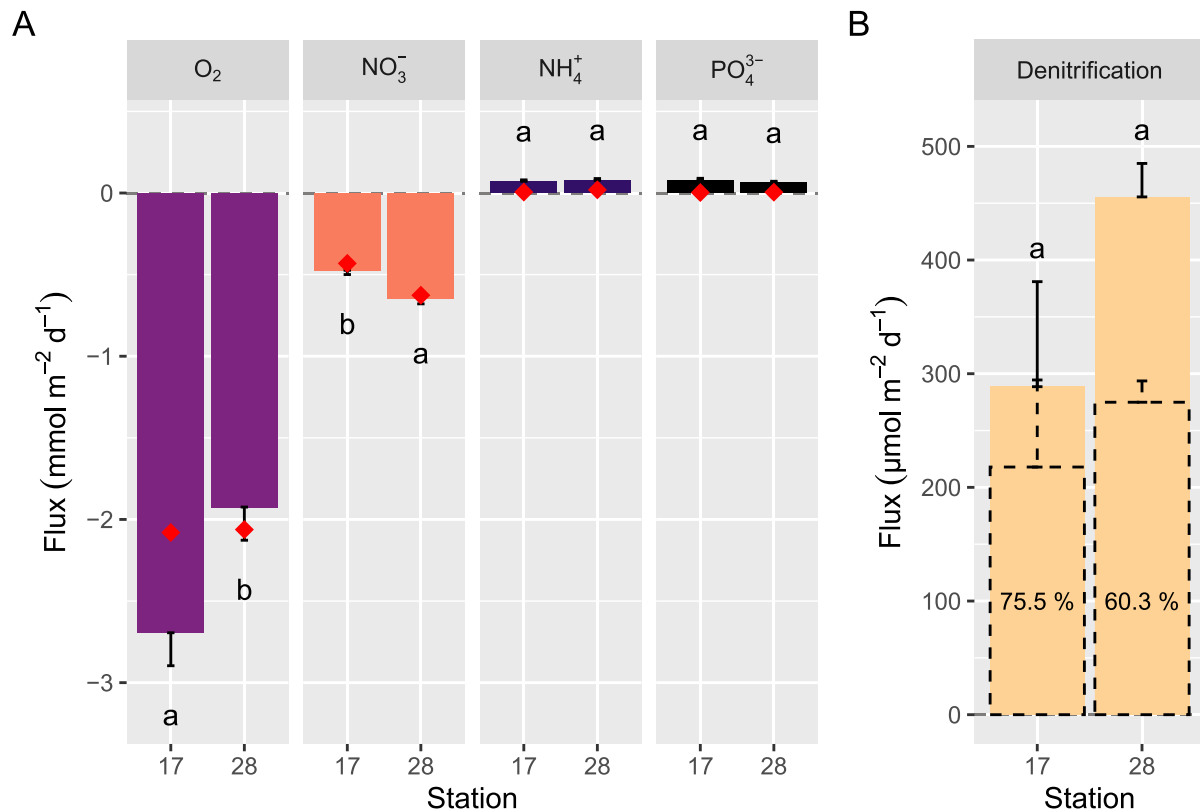 A
B
O₂
NO₃⁻
NH₄⁺
PO₄³⁻
Denitrification
Flux (mmol m⁻² d⁻¹)
0
−1
−2
−3
a
b
b
a
a
a
a
a
17
28
17
28
17
28
17
28
Station
Flux (μmol m⁻² d⁻¹)
500
400
300
200
100
0
a
a
75.5 %
60.3 %
17
28
Station